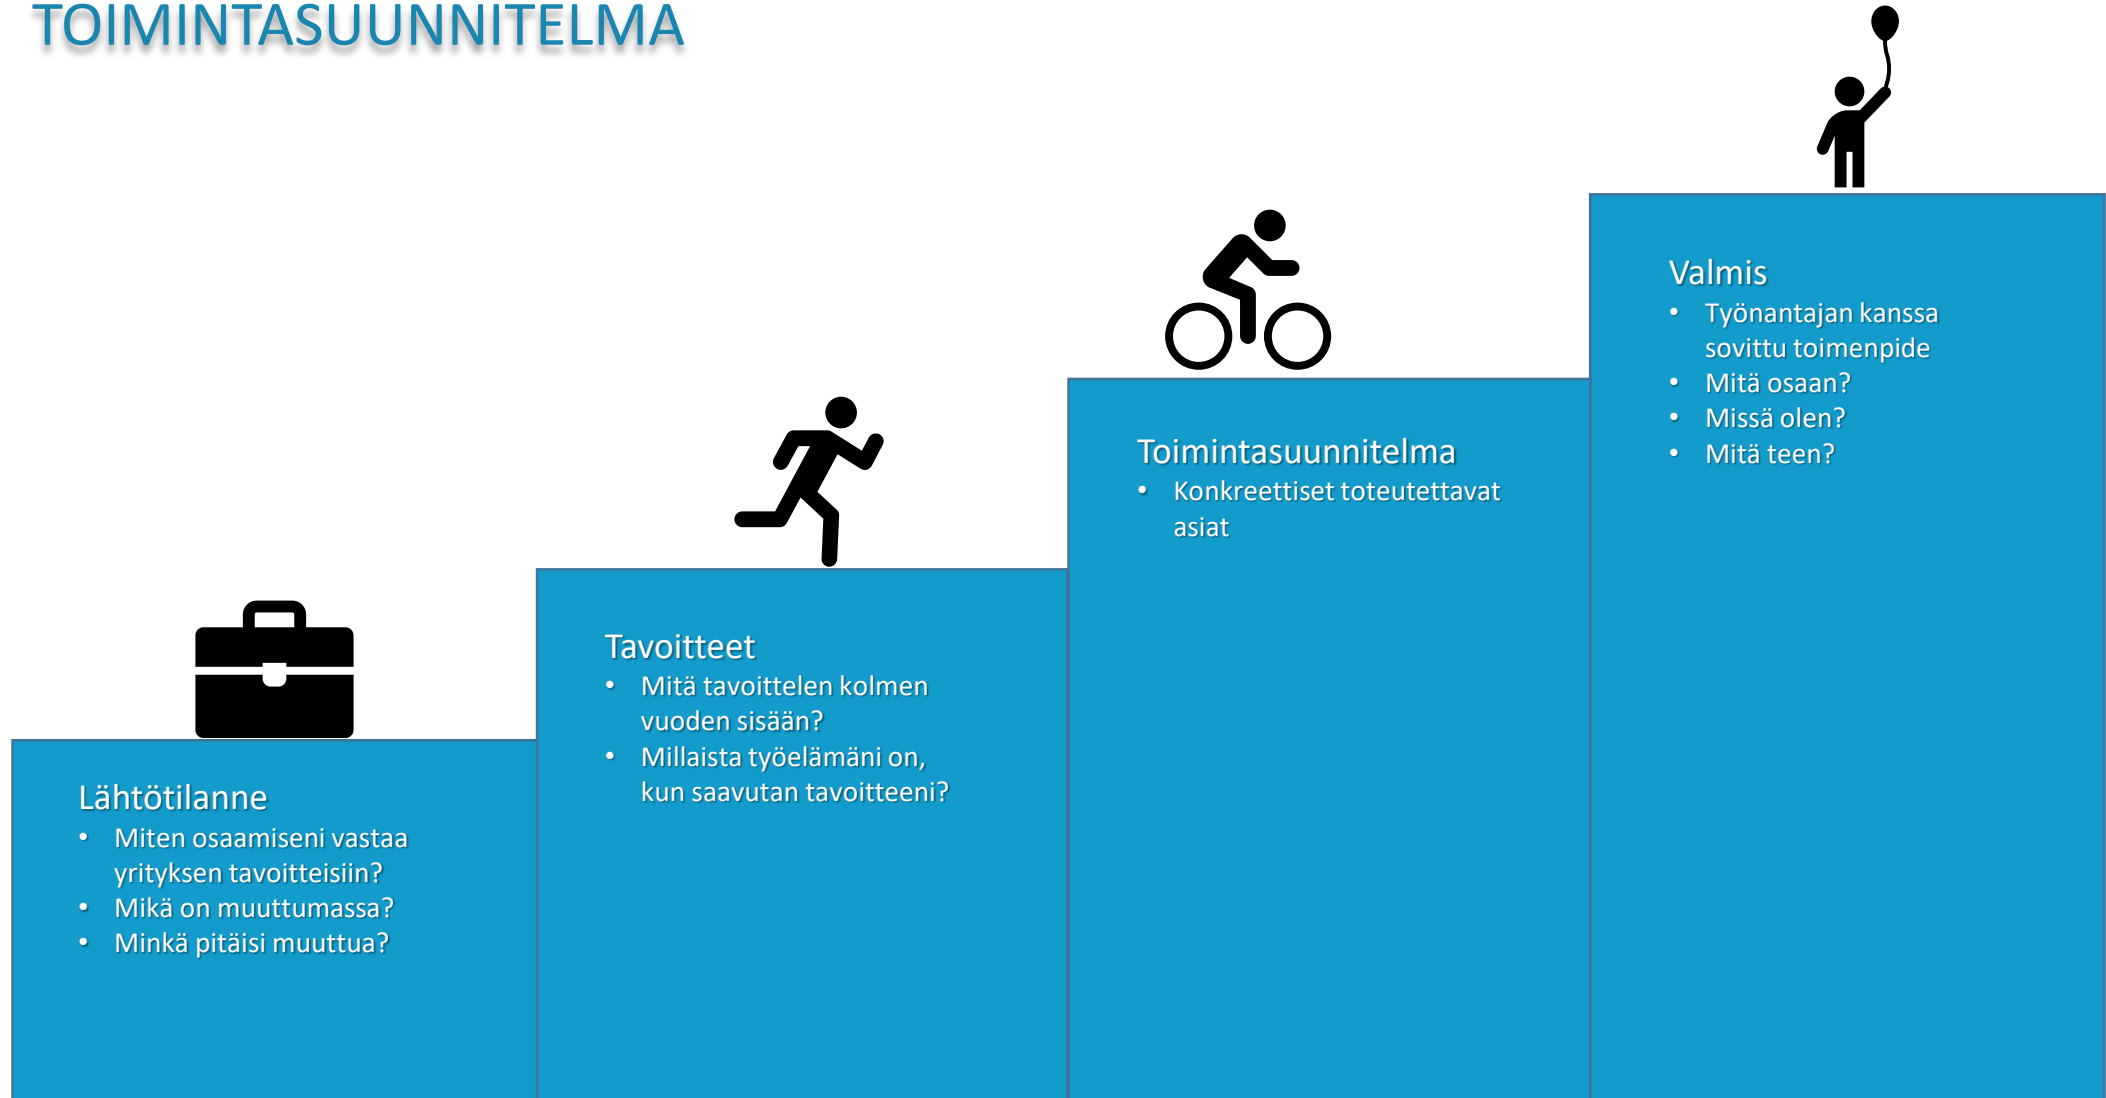 TOIMINTASUUNNITELMA
Lähtötilanne
• Miten osaamiseni vastaa
yrityksen tavoitteisiin?
• Mikä on muuttumassa?
• Minkä pitäisi muuttua?
Tavoitteet
• Mitä tavoittelen kolmen
vuoden sisään?
• Millaista työelämäni on,
kun saavutan tavoitteeni?
Toimintasuunnitelma
• Konkreettiset toteutettavat
asiat
Valmis
• Työnantajan kanssa
sovittu toimenpide
• Mitä osaan?
• Missä olen?
• Mitä teen?